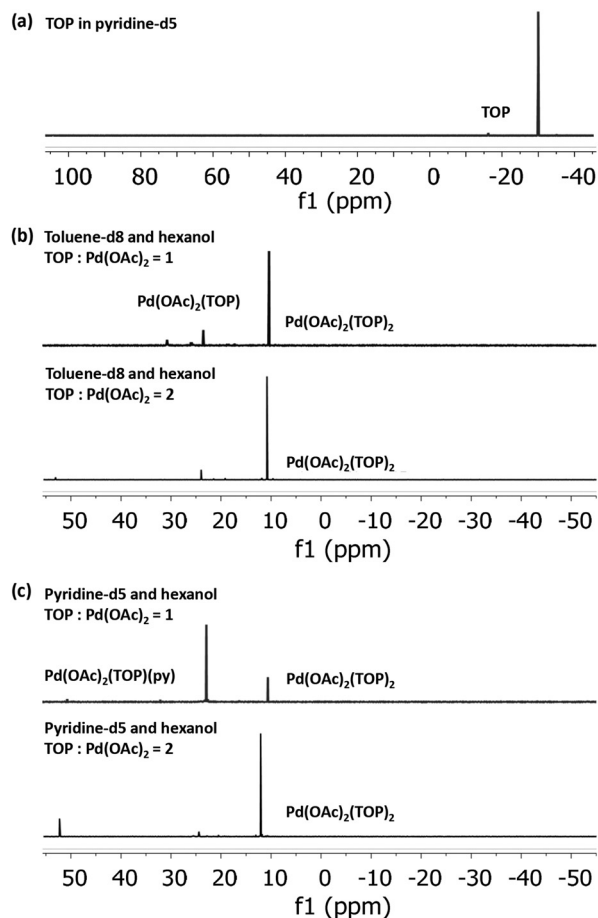 (a) TOP in pyridine-d5
TOP
100 80 60 40 20 0 -20 -40
f1 (ppm)
(b) Toluene-d8 and hexanol
TOP : Pd(OAc)₂ = 1
Pd(OAc)₂(TOP)
Pd(OAc)₂(TOP)₂
Toluene-d8 and hexanol
TOP : Pd(OAc)₂ = 2
Pd(OAc)₂(TOP)₂
50 40 30 20 10 0 -10 -20 -30 -40 -50
f1 (ppm)
(c) Pyridine-d5 and hexanol
TOP : Pd(OAc)₂ = 1
Pd(OAc)₂(TOP)(py)
Pd(OAc)₂(TOP)₂
Pyridine-d5 and hexanol
TOP : Pd(OAc)₂ = 2
Pd(OAc)₂(TOP)₂
50 40 30 20 10 0 -10 -20 -30 -40 -50
f1 (ppm)